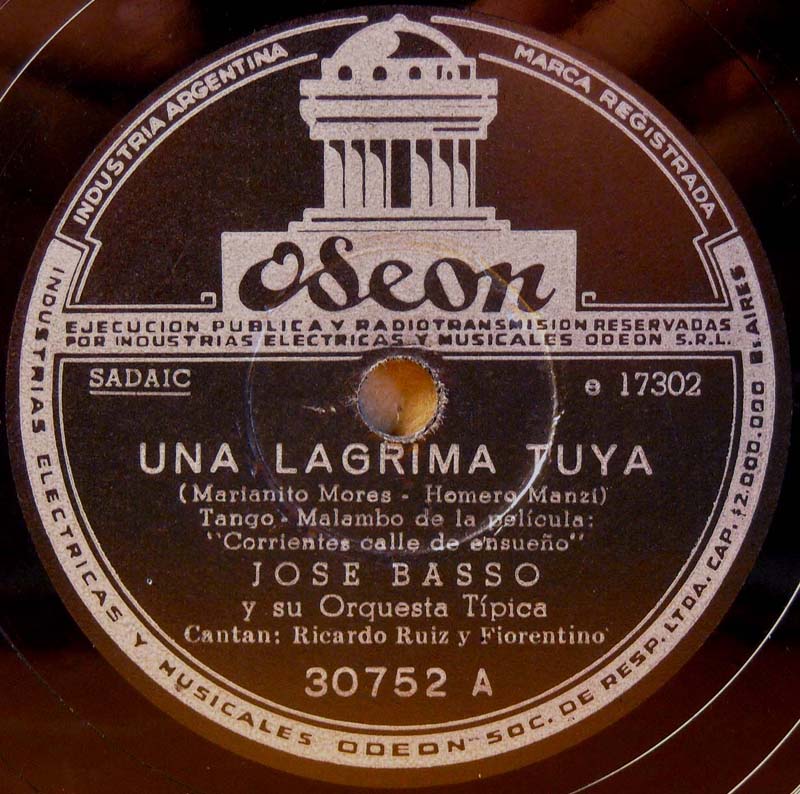 INDUSTRIA ARGENTINA
MARCA REGISTRADA
Odeon
EJECUCION PUBLICA Y RADIOTRANSMISION RESERVADAS
POR INDUSTRIAS ELECTRICAS Y MUSICALES ODEON S.R.L.
SADAIC
e 17302
UNA LAGRIMA TUYA
(Marianito Mores - Homero Manzi)
Tango - Malambo de la película:
"Corrientes calle de ensueño"
JOSE BASSO
y su Orquesta Típica
Cantan: Ricardo Ruiz y Fiorentino
30752 A
INDUSTRIAS ELECTRICAS Y MUSICALES ODEON - SOC. DE RESP. LTDA. CAP. $2.000.000 Bs AIRES